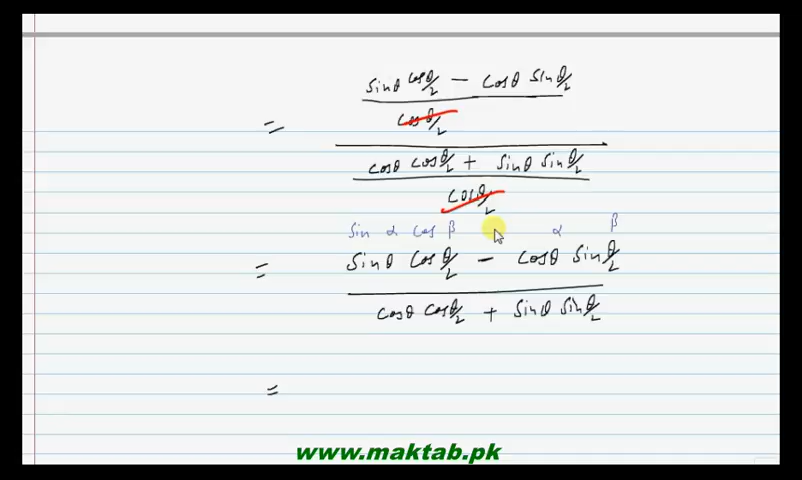 sinθ cosθ/2 − cosθ sinθ/2
= cosθ/2
cosθ cosθ/2 + sinθ sinθ/2
cosθ/2
sin α cos β α β
= sinθ cosθ/2 − cosθ sinθ/2
cosθ cosθ/2 + sinθ sinθ/2
=
www.maktab.pk